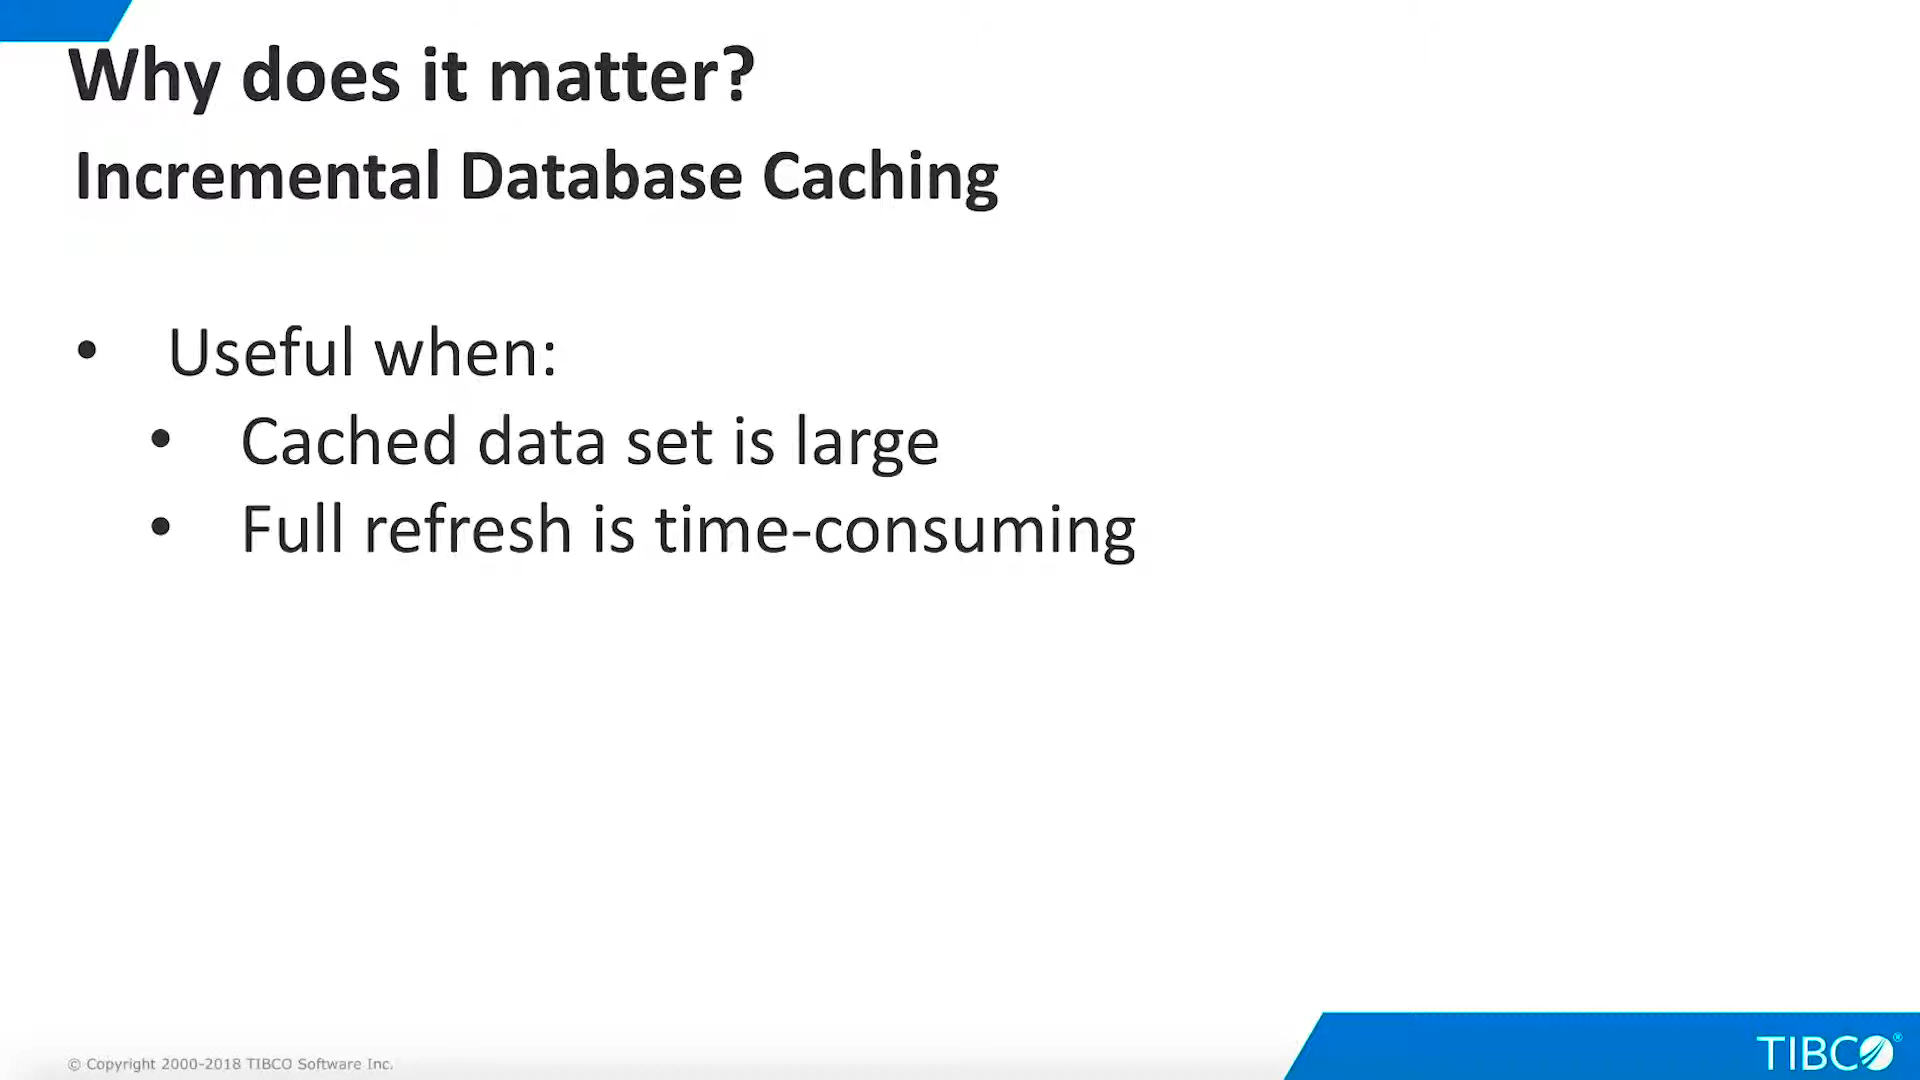 Why does it matter?
Incremental Database Caching
• Useful when:
• Cached data set is large
• Full refresh is time-consuming
© Copyright 2000-2018 TIBCO Software Inc.
TIBCO®